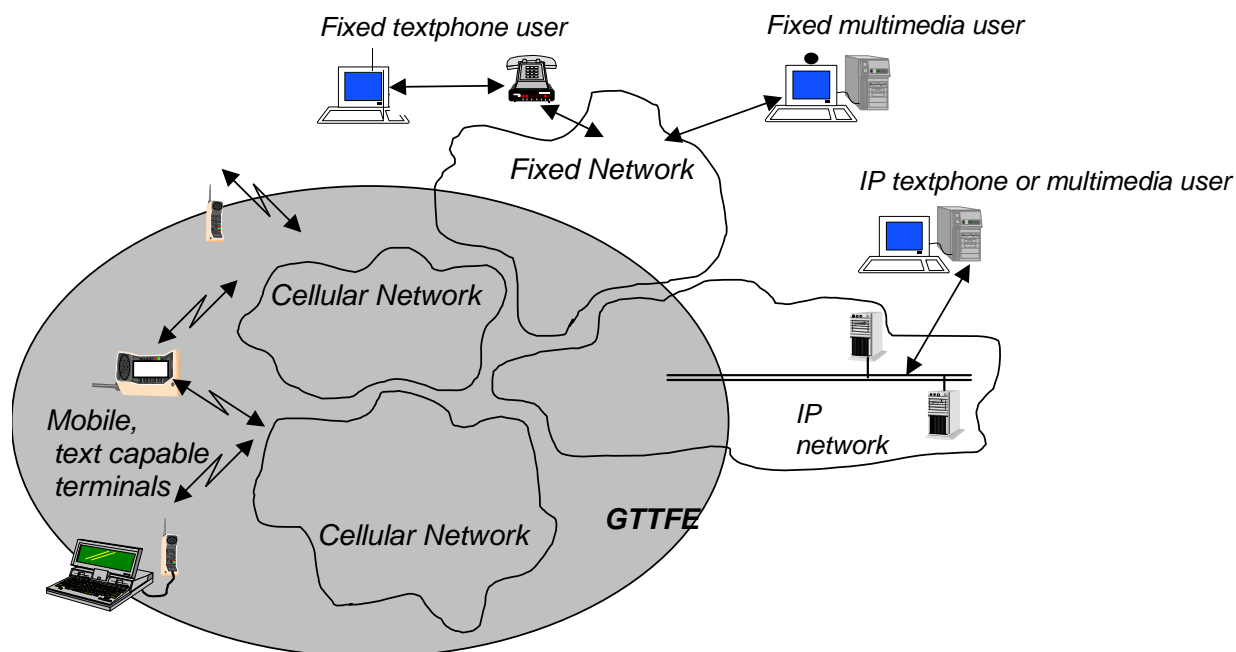 Fixed textphone user
Fixed multimedia user
Fixed Network
IP textphone or multimedia user
Cellular Network
IP
network
Mobile,
text capable
terminals
GTTFE
Cellular Network